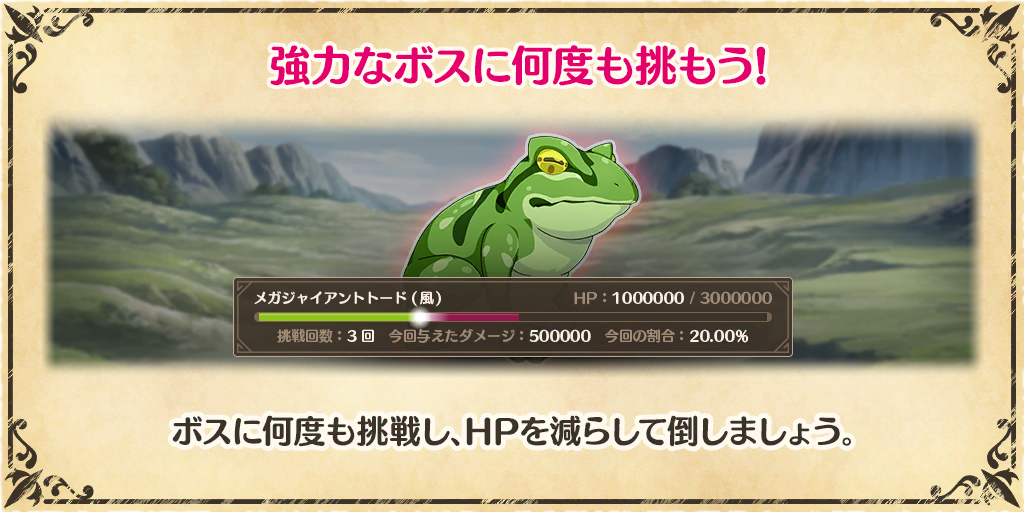 強力なボスに何度も挑もう!
メガジャイアントトード(風) HP:1000000 / 3000000
挑戦回数:3回 今回与えたダメージ:500000 今回の割合:20.00%
ボスに何度も挑戦し、HPを減らして倒しましょう。